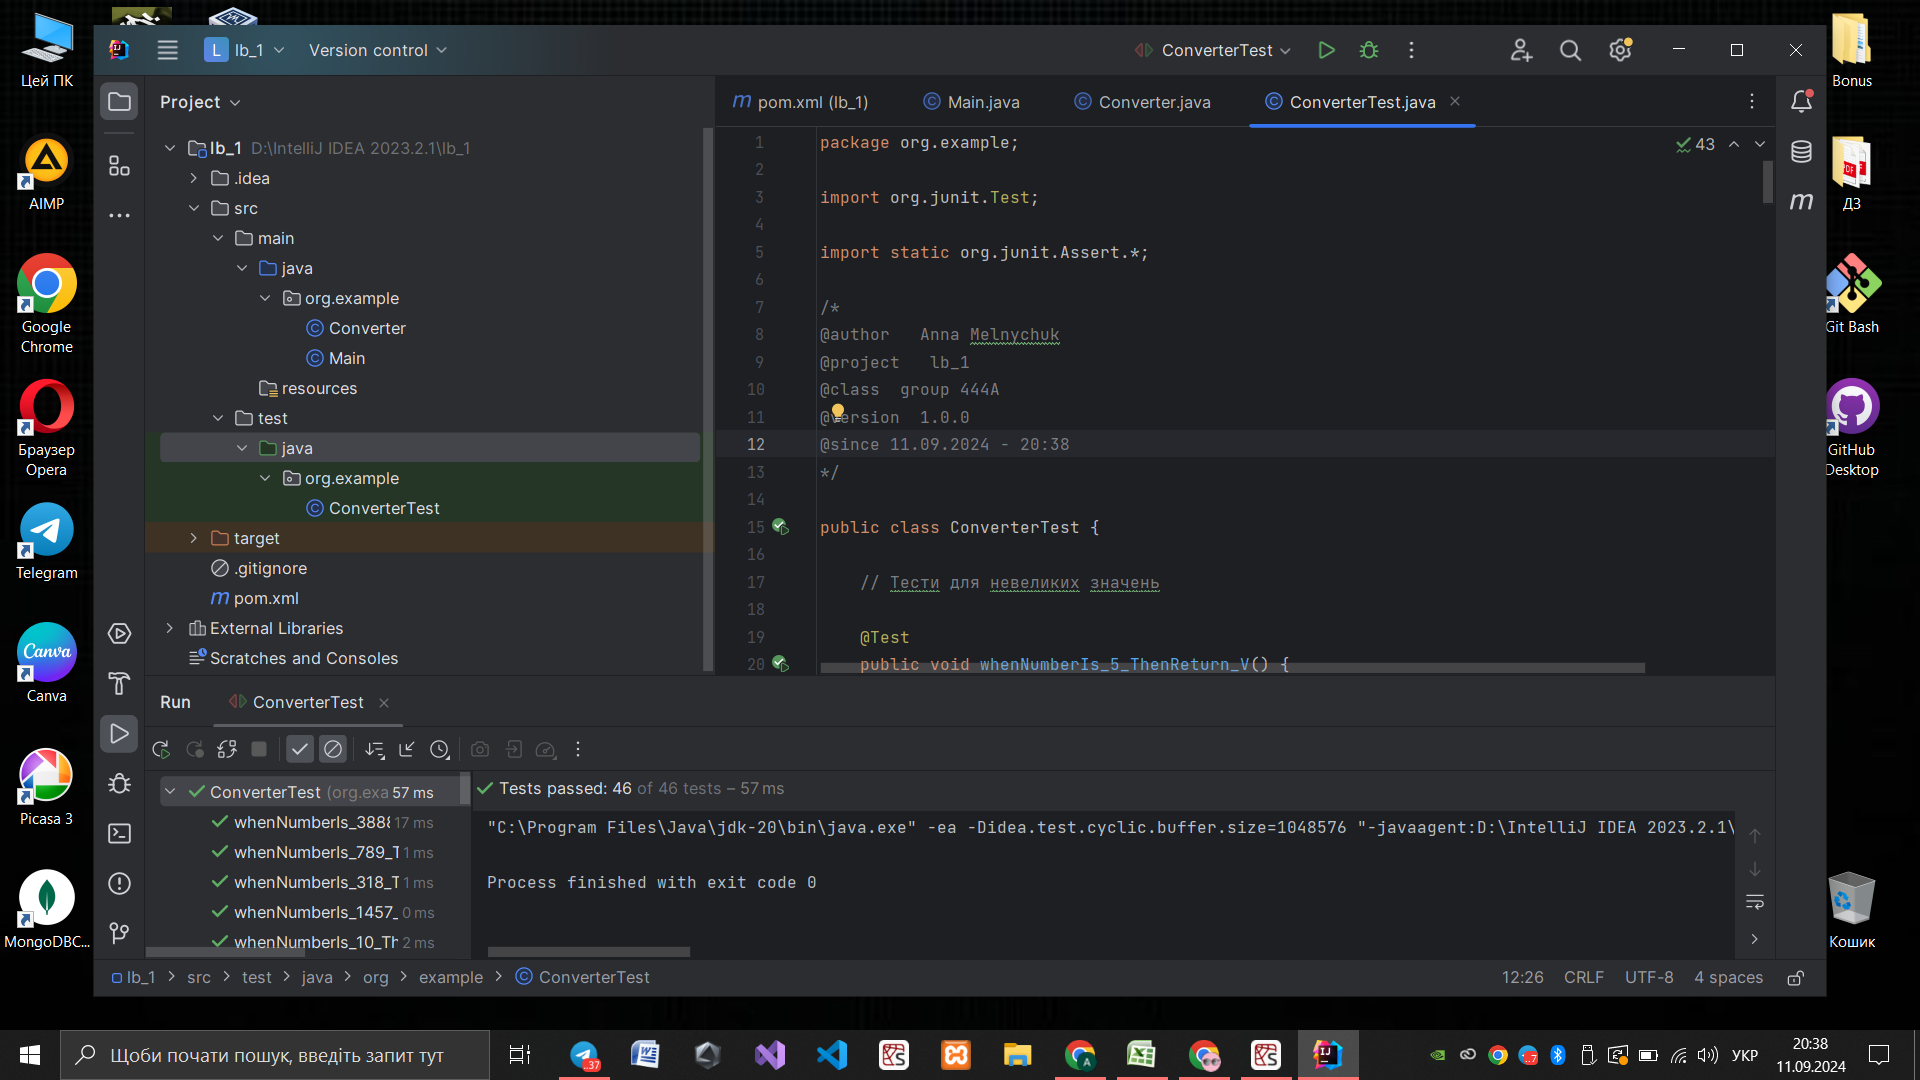 Цей ПК
AIMP
Google
Chrome
Браузер
Opera
Telegram
Canva
Picasa 3
MongoDBC...
Bonus
ДЗ
Git Bash
GitHub
Desktop
Кошик
L lb_1
Version control
ConverterTest
Project
pom.xml (lb_1)
Main.java
Converter.java
ConverterTest.java
lb_1 D:\IntelliJ IDEA 2023.2.1\lb_1
.idea
src
main
java
org.example
Converter
Main
resources
test
java
org.example
ConverterTest
target
.gitignore
pom.xml
External Libraries
Scratches and Consoles
43
1 package org.example;
2
3 import org.junit.Test;
4
5 import static org.junit.Assert.*;
6
7 /*
8 @author   Anna Melnychuk
9 @project   lb_1
10 @class  group 444A
11 @version  1.0.0
12 @since 11.09.2024 - 20:38
13 */
14
15 public class ConverterTest {
16
17     // Тести для невеликих значень
18
19     @Test
20     public void whenNumberIs_5_ThenReturn_V() {
Run
ConverterTest
ConverterTest (org.exa 57 ms
whenNumberIs_3888 17 ms
whenNumberIs_789_T 1 ms
whenNumberIs_318_T 1 ms
whenNumberIs_1457_ 0 ms
whenNumberIs_10_Th 2 ms
Tests passed: 46 of 46 tests – 57 ms
"C:\Program Files\Java\jdk-20\bin\java.exe" -ea -Didea.test.cyclic.buffer.size=1048576 "-javaagent:D:\IntelliJ IDEA 2023.2.1\
Process finished with exit code 0
lb_1 > src > test > java > org > example > ConverterTest
12:26 CRLF UTF-8 4 spaces
Щоби почати пошук, введіть запит тут
УКР
20:38
11.09.2024